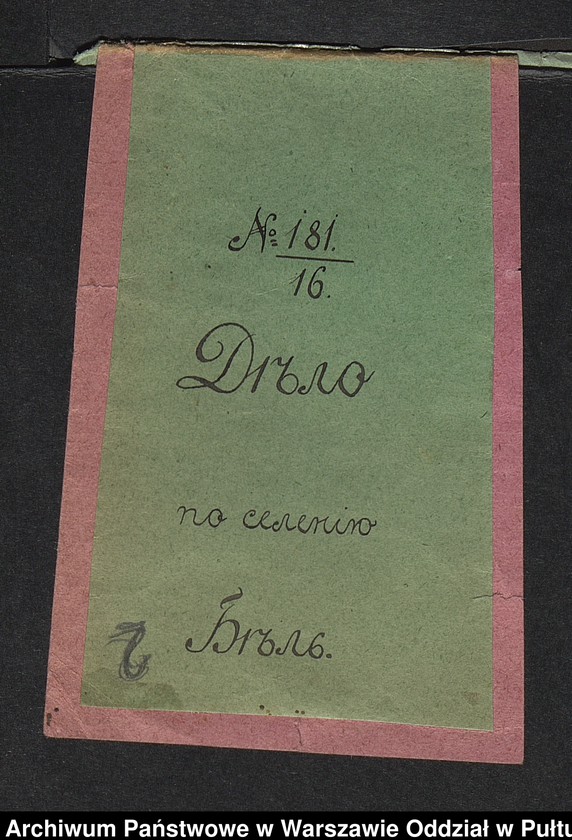 № 181.
16.
Дѣло
по селенію
Бѣль.
Archiwum Państwowe w Warszawie Oddział w Pułtu